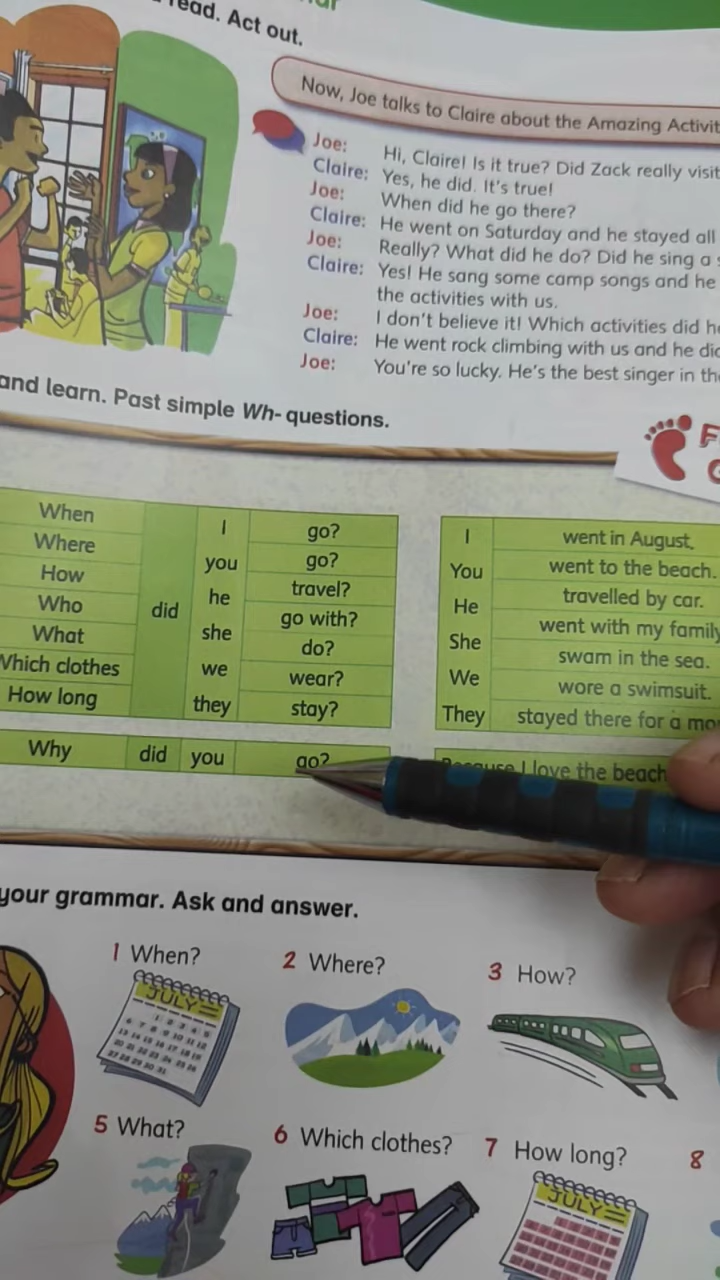 read. Act out.
Now, Joe talks to Claire about the Amazing
Joe: Hi, Claire! Is it true? Did Zack really visit
Claire: Yes, he did. It's true!
Joe: When did he go there?
Claire: He went on Saturday and he stayed all
Joe: Really? What did he do? Did he sing a
Claire: Yes! He sang some camp songs and he
the activities with us.
Joe: I don't believe it! Which activities did
Claire: He went rock climbing with us and he
Joe: You're so lucky. He's the best singer in
and learn. Past simple Wh- questions.
When did I go? I went in August.
Where you go? You went to the beach.
How he travel? He travelled by car.
Who she go with? She went with my family
What we do? We swam in the sea.
Which clothes they wear? They wore a swimsuit.
How long stay? stayed there for a
Why did you go? Because I love the beach
your grammar. Ask and answer.
1 When? 2 Where? 3 How?
JULY
5 What? 6 Which clothes? 7 How long? 8
JULY